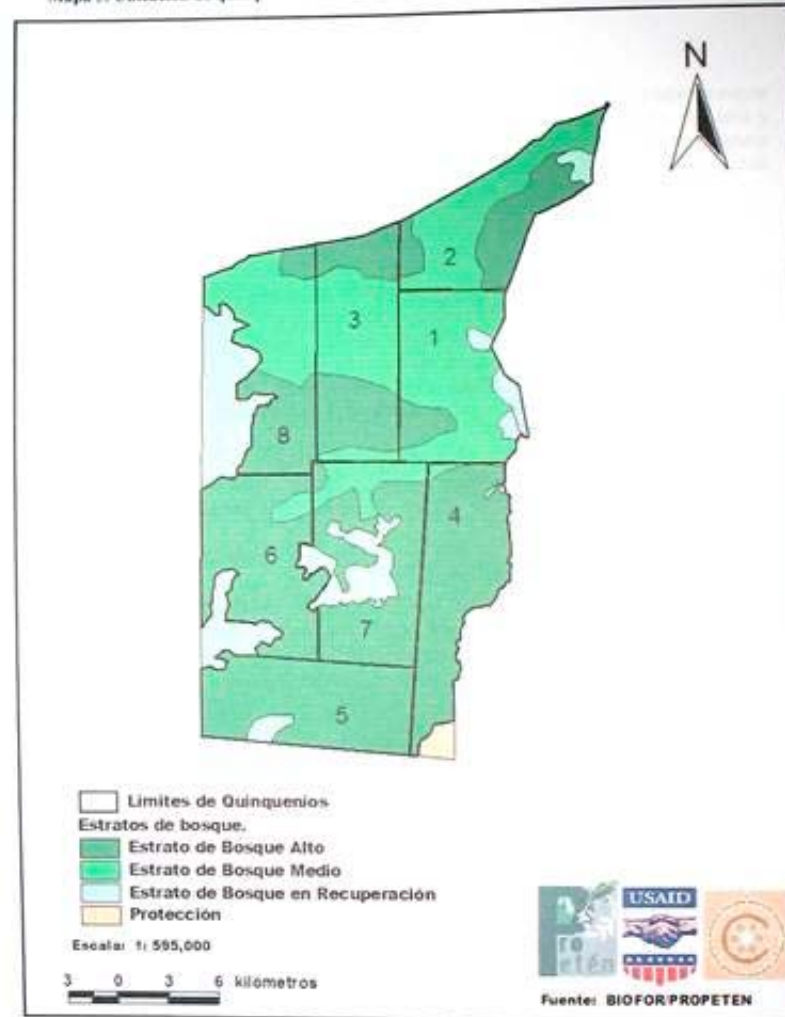 N
2
3
1
8
4
6
7
5
Limites de Quinquenios
Estratos de bosque.
Estrato de Bosque Alto
Estrato de Bosque Medio
Estrato de Bosque en Recuperación
Protección
Escala: 1: 595,000
3 0 3 6 kilómetros
Pro
etén
USAID
C
Fuente: BIOFOR/PROPETEN